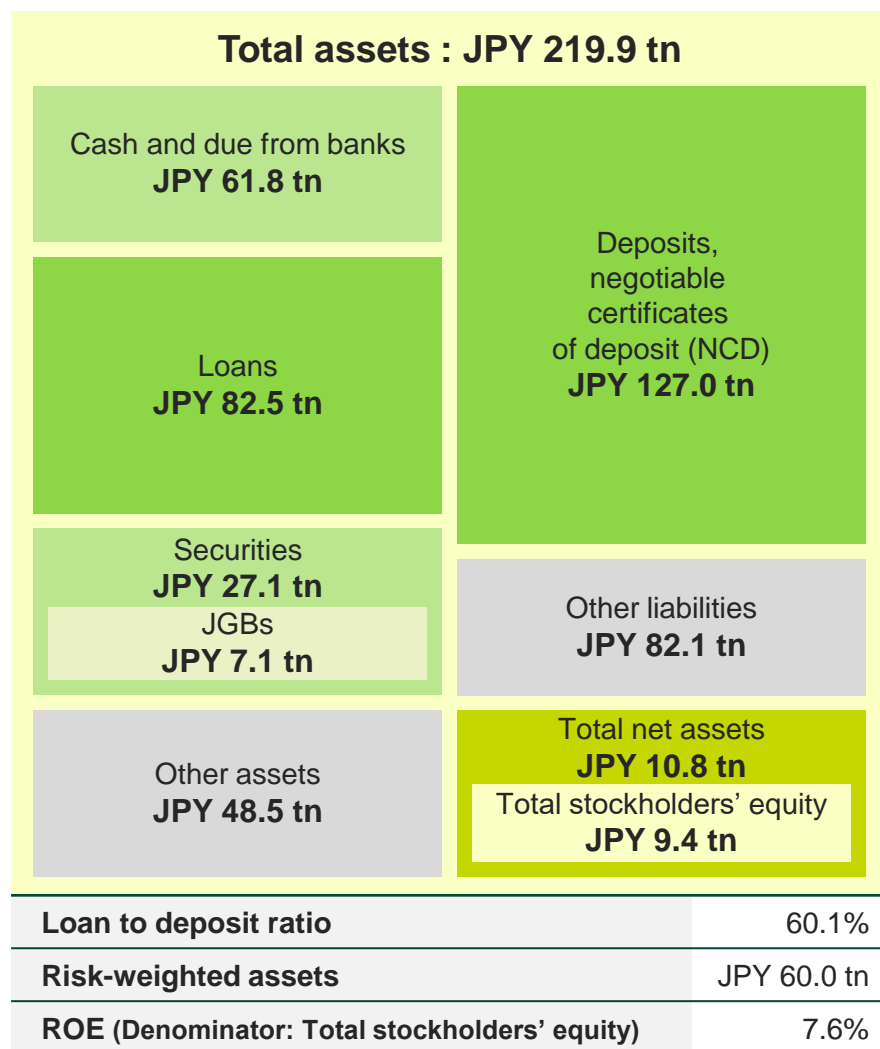 Total assets : JPY 219.9 tn
Cash and due from banks
JPY 61.8 tn
Loans
JPY 82.5 tn
Securities
JPY 27.1 tn
JGBs
JPY 7.1 tn
Other assets
JPY 48.5 tn
Deposits,
negotiable
certificates
of deposit (NCD)
JPY 127.0 tn
Other liabilities
JPY 82.1 tn
Total net assets
JPY 10.8 tn
Total stockholders’ equity
JPY 9.4 tn
Loan to deposit ratio 60.1%
Risk-weighted assets JPY 60.0 tn
ROE (Denominator: Total stockholders’ equity) 7.6%